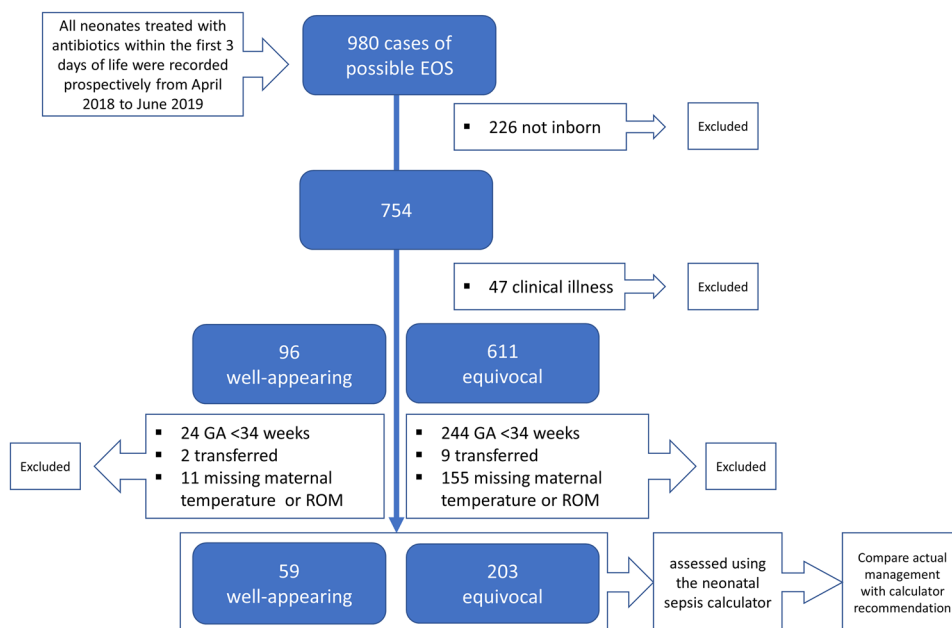 All neonates treated with
antibiotics within the first 3
days of life were recorded
prospectively from April
2018 to June 2019
980 cases of
possible EOS
▪ 226 not inborn
Excluded
754
▪ 47 clinical illness
Excluded
96
well-appearing
611
equivocal
Excluded
▪ 24 GA <34 weeks
▪ 2 transferred
▪ 11 missing maternal
temperature or ROM
▪ 244 GA <34 weeks
▪ 9 transferred
▪ 155 missing maternal
temperature or ROM
Excluded
59
well-appearing
203
equivocal
assessed using
the neonatal
sepsis calculator
Compare actual
management
with calculator
recommendation